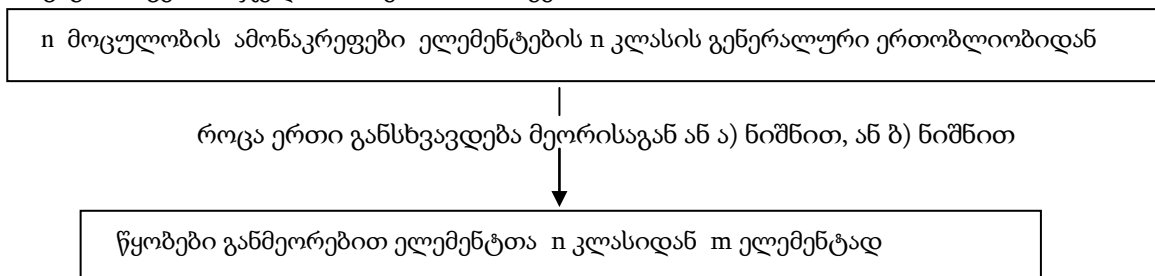 n მოცულობის ამონაკრეფები ელემენტების n კლასის გენერალური ერთობლიობიდან
როცა ერთი განსხვავდება მეორისაგან ან ა) ნიშნით, ან ბ) ნიშნით
წყობები განმეორებით ელემენტთა n კლასიდან m ელემენტად